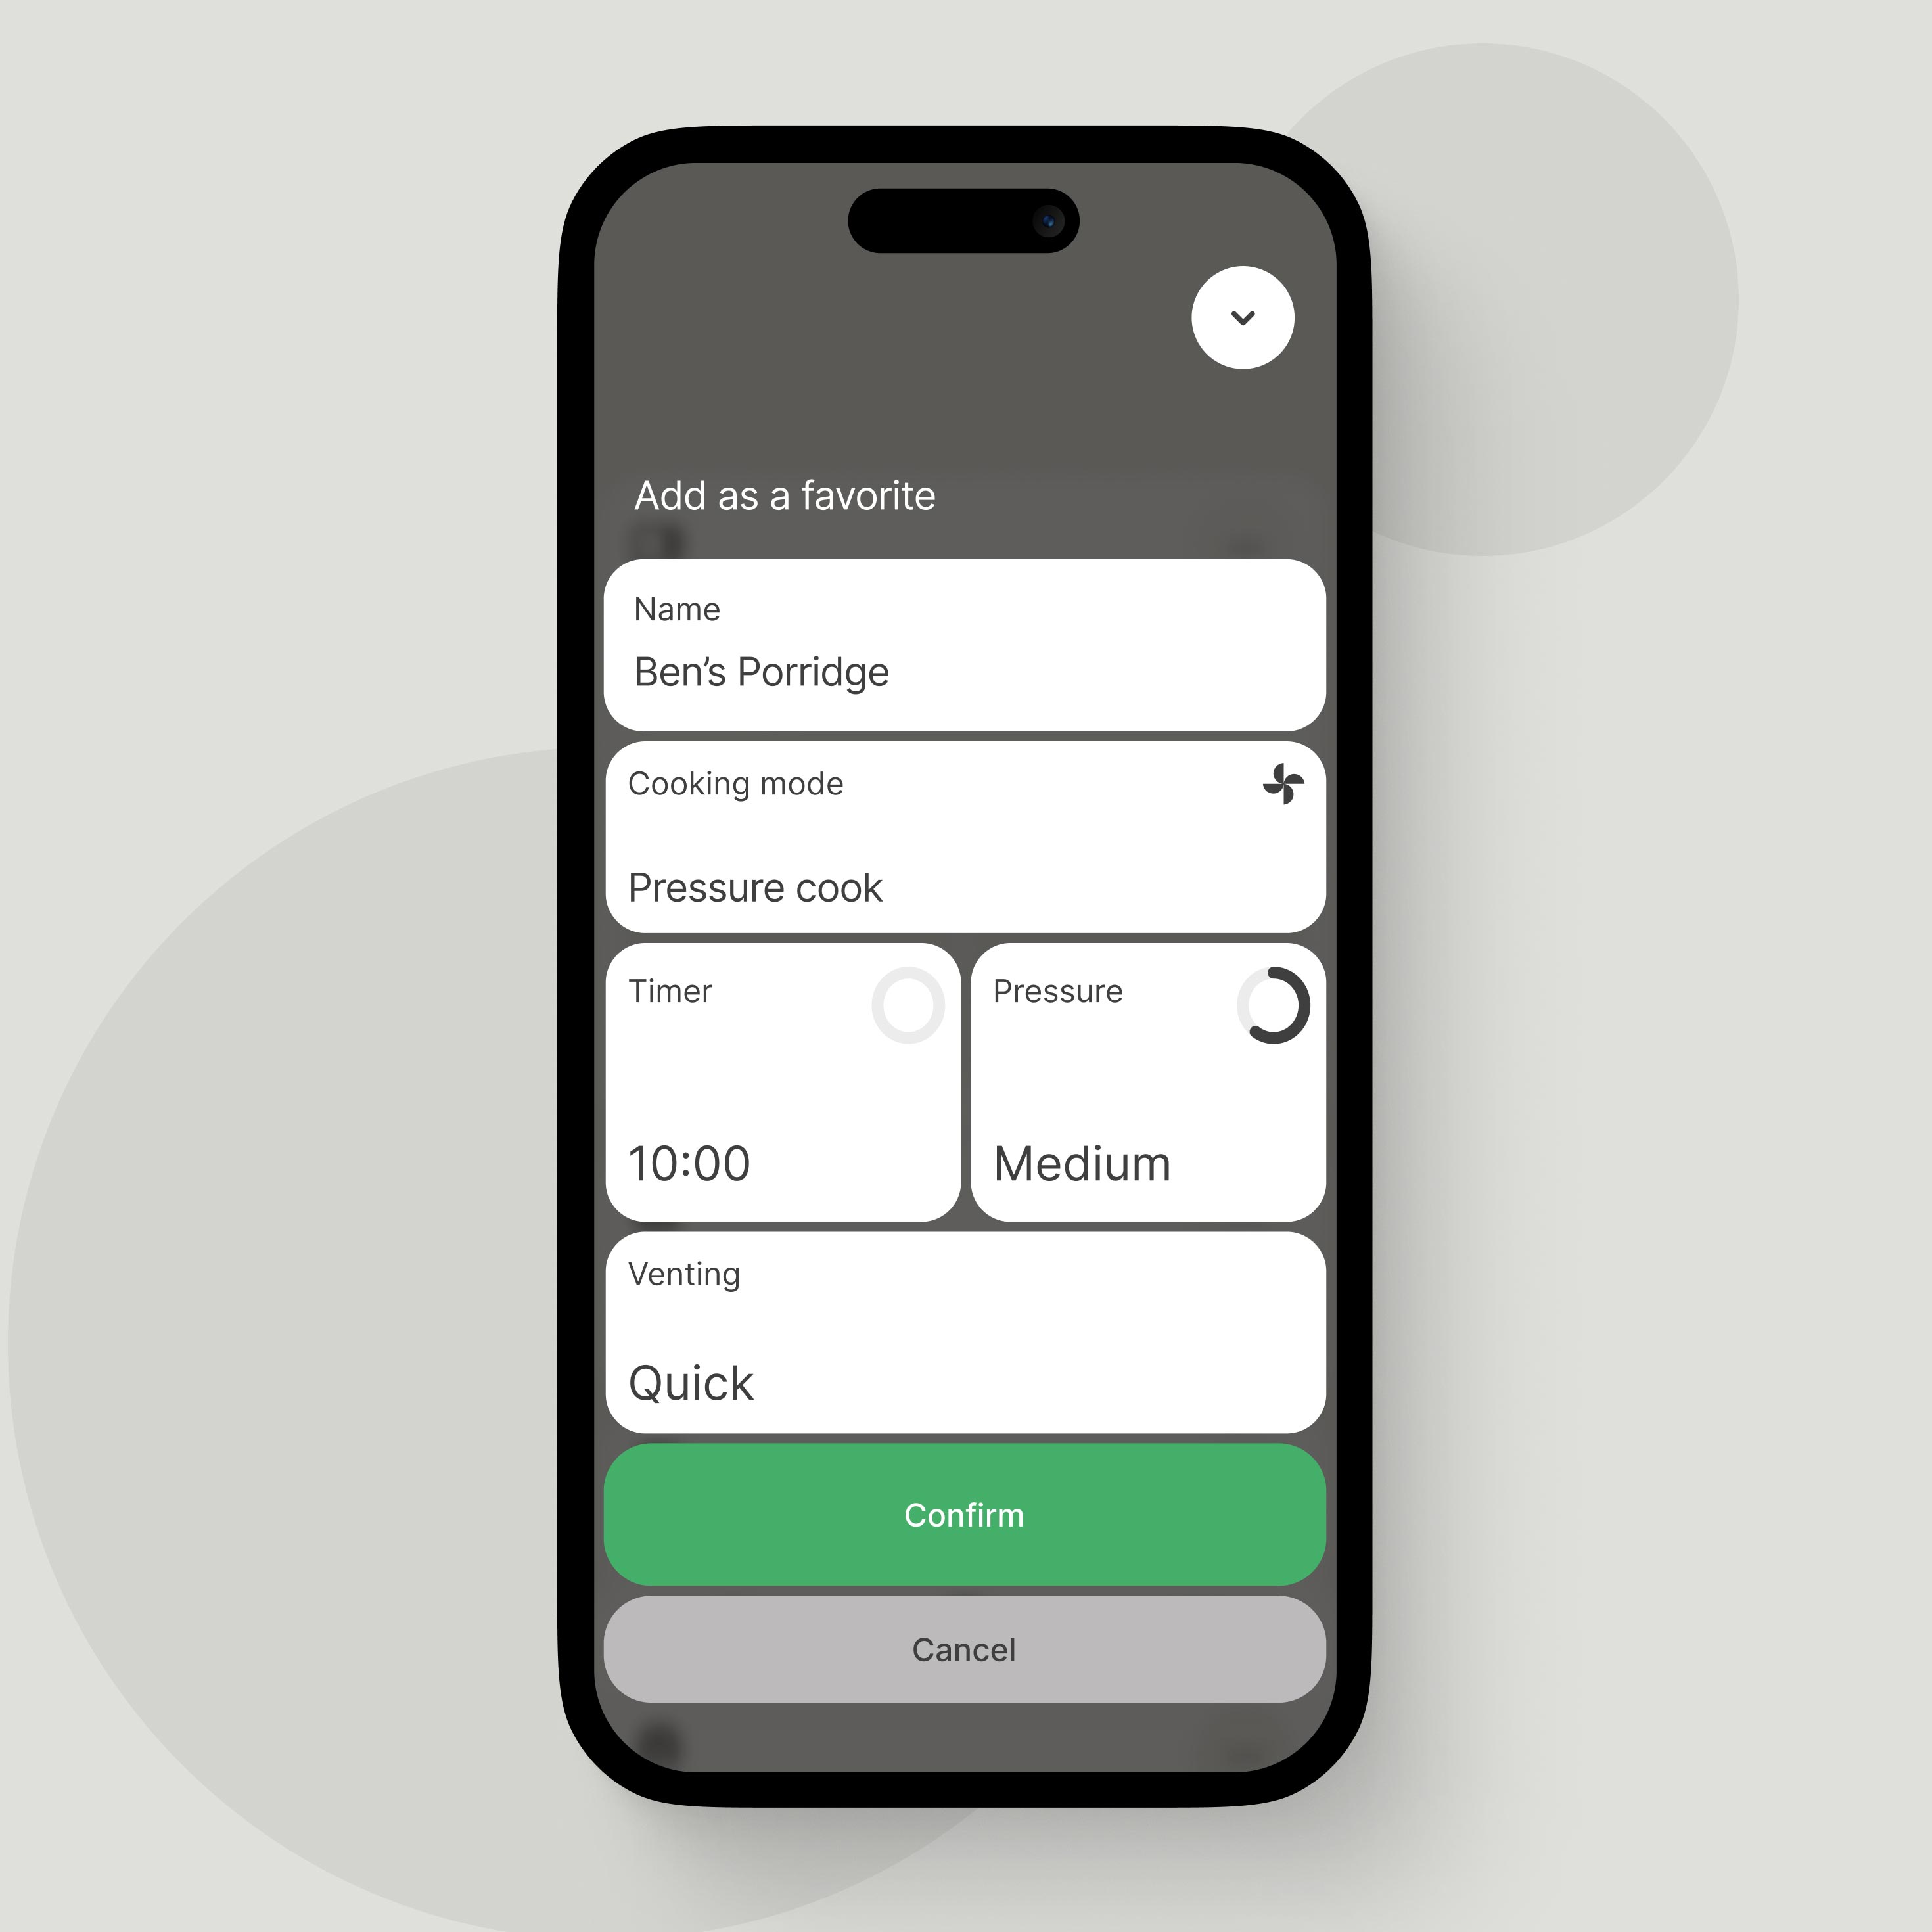 Add as a favorite
Name
Ben’s Porridge
Cooking mode
Pressure cook
Timer
Pressure
10:00
Medium
Venting
Quick
Confirm
Cancel